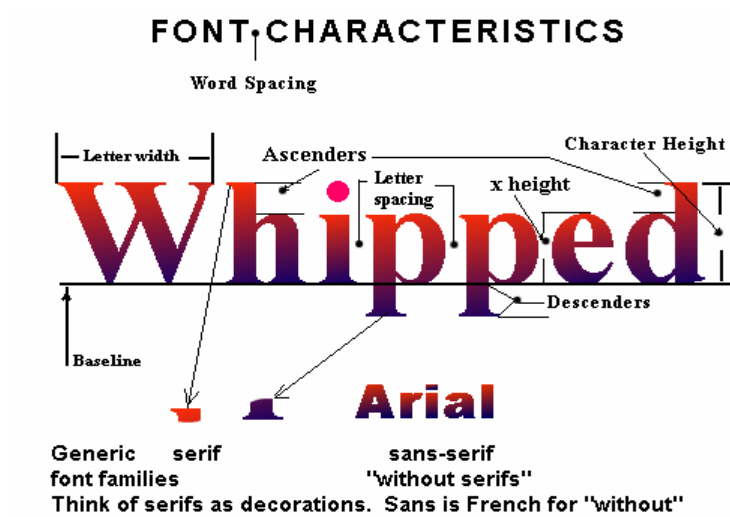 FONT CHARACTERISTICS
Word Spacing
Letter width
Ascenders
Character Height
Letter
spacing
x height
Whipped
Descenders
Baseline
Arial
Generic serif sans-serif
font families "without serifs"
Think of serifs as decorations. Sans is French for "without"